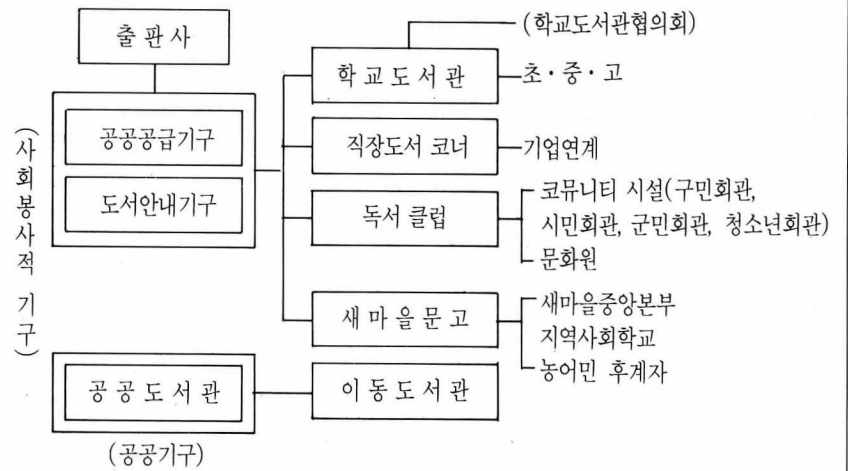 (학교도서관협의회)
출 판 사
학 교 도 서 관
초·중·고
(사회봉사적 기구)
공공공급기구
직장도서 코너
기업연계
도서안내기구
독서 클럽
코뮤니티 시설(구민회관,
시민회관, 군민회관, 청소년회관)
문화원
새 마 을 문 고
새마을중앙본부
지역사회학교
농어민 후계자
공 공 도 서 관
이 동 도 서 관
(공공기구)